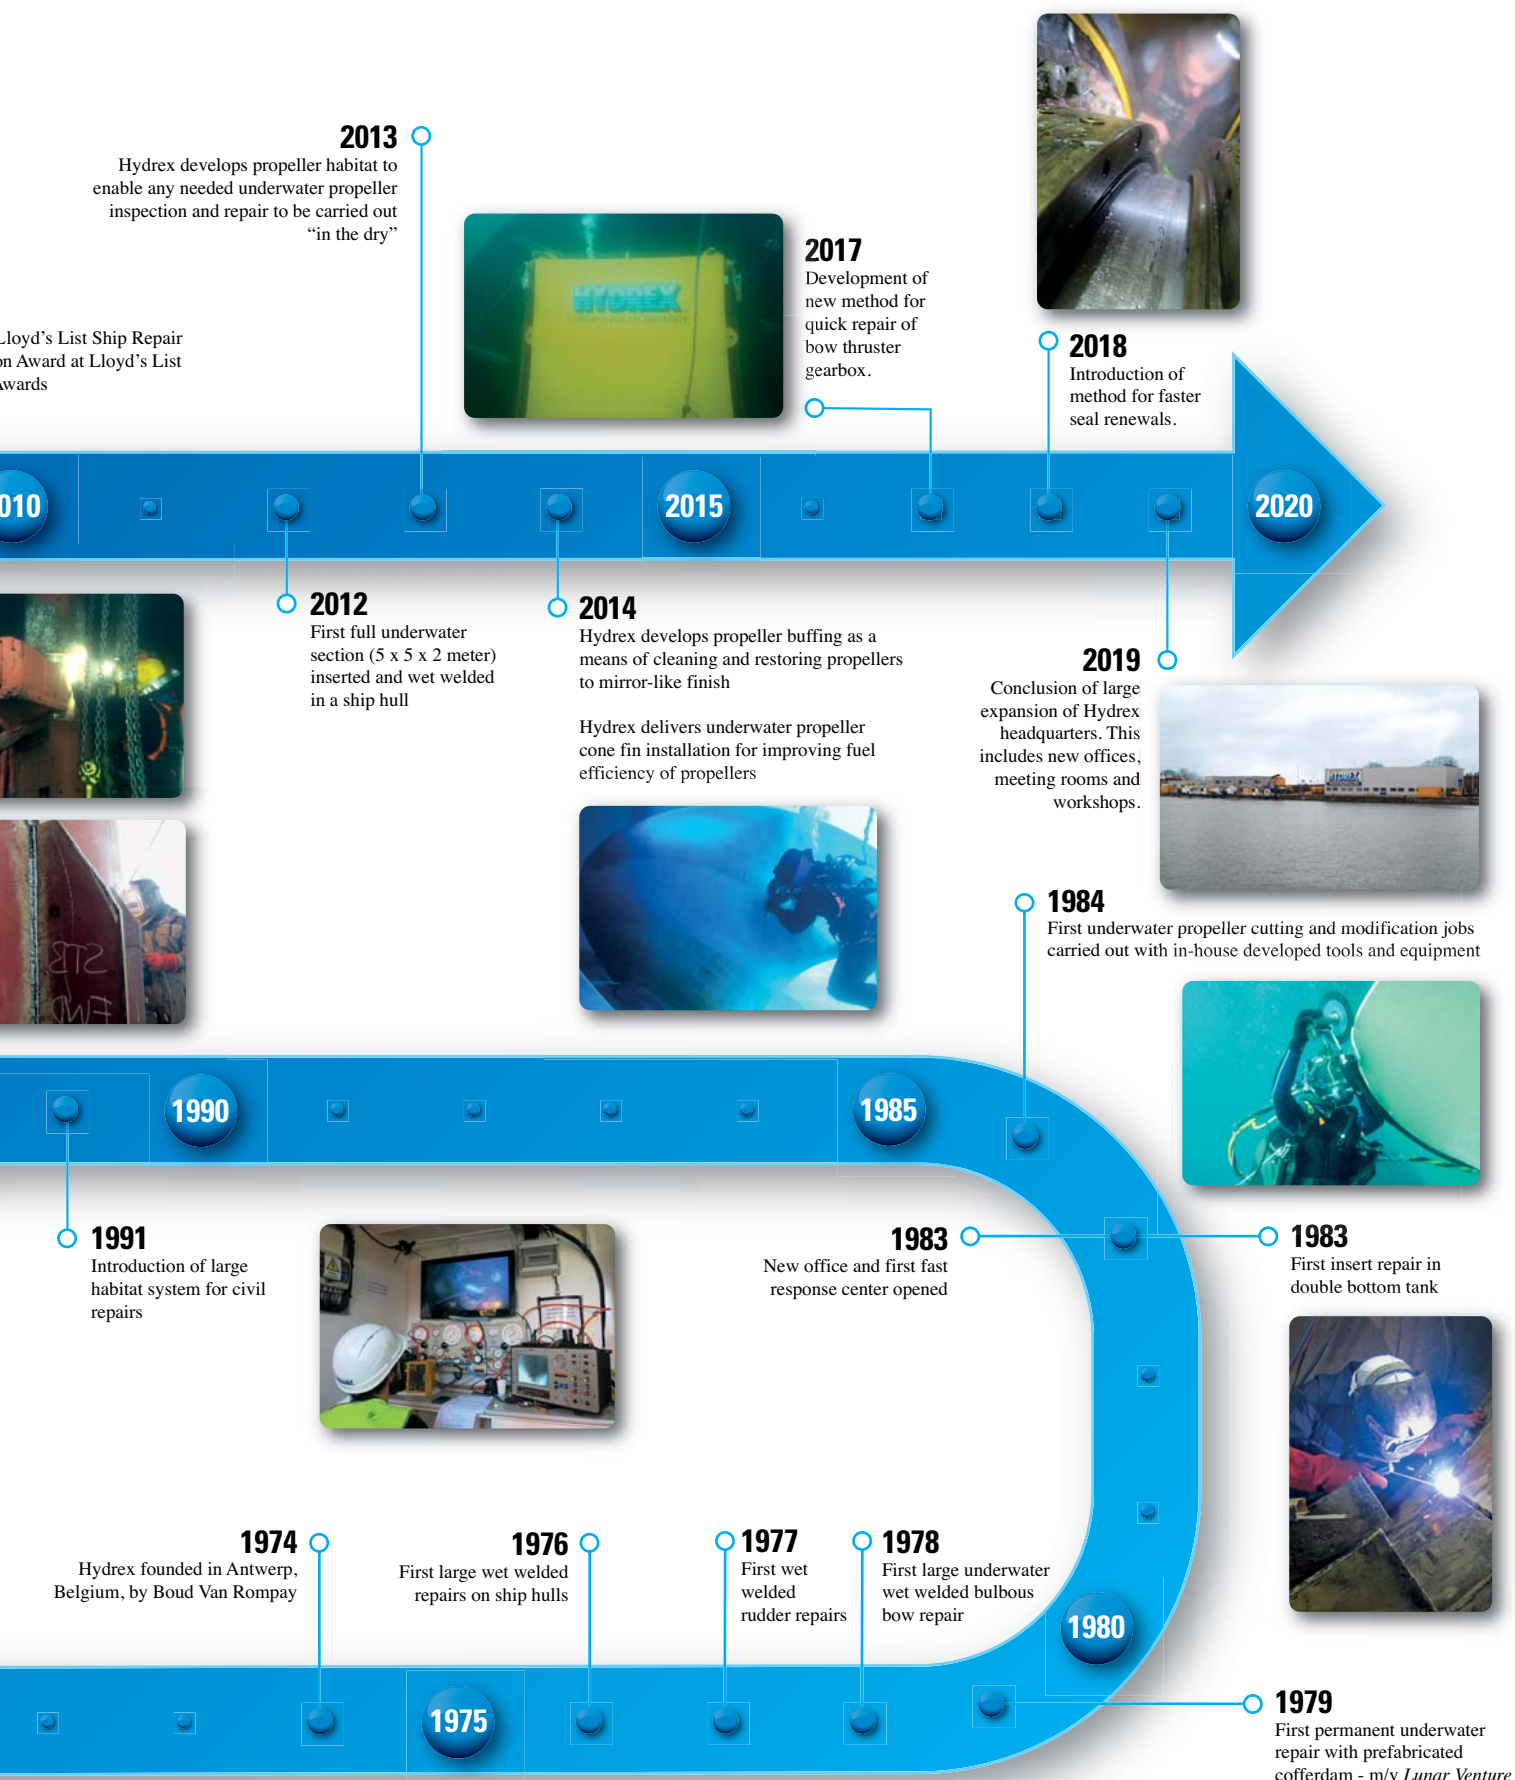 2013
Hydrex develops propeller habitat to
enable any needed underwater propeller
inspection and repair to be carried out
“in the dry”
HYDREX
2017
Development of
new method for
quick repair of
bow thruster
gearbox.
Lloyd’s List Ship Repair
Award at Lloyd’s List
Awards
2018
Introduction of
method for faster
seal renewals.
2015
2020
2012
First full underwater
section (5 x 5 x 2 meter)
inserted and wet welded
in a ship hull
2014
Hydrex develops propeller buffing as a
means of cleaning and restoring propellers
to mirror-like finish
Hydrex delivers underwater propeller
cone fin installation for improving fuel
efficiency of propellers
2019
Conclusion of large
expansion of Hydrex
headquarters. This
includes new offices,
meeting rooms and
workshops.
HYDREX
STB
FWD
1984
First underwater propeller cutting and modification jobs
carried out with in-house developed tools and equipment
1990
1985
1991
Introduction of large
habitat system for civil
repairs
1983
New office and first fast
response center opened
1983
First insert repair in
double bottom tank
1974
Hydrex founded in Antwerp,
Belgium, by Boud Van Rompay
1976
First large wet welded
repairs on ship hulls
1977
First wet
welded
rudder repairs
1978
First large underwater
wet welded bulbous
bow repair
1980
1975
1979
First permanent underwater
repair with prefabricated
cofferdam - m/v Lunar Venture